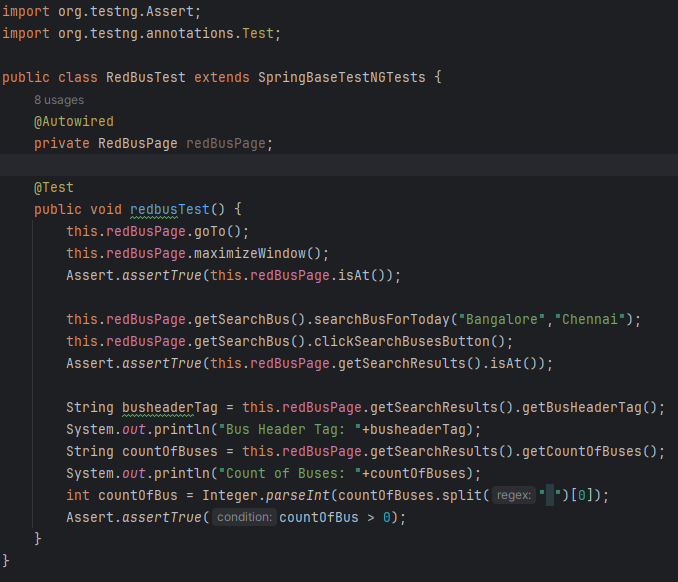 import org.testng.Assert;
import org.testng.annotations.Test;
public class RedBusTest extends SpringBaseTestNGTests {
8 usages
@Autowired
private RedBusPage redBusPage;
@Test
public void redbusTest() {
this.redBusPage.goTo();
this.redBusPage.maximizeWindow();
Assert.assertTrue(this.redBusPage.isAt());
this.redBusPage.getSearchBus().searchBusForToday("Bangalore","Chennai");
this.redBusPage.getSearchBus().clickSearchBusesButton();
Assert.assertTrue(this.redBusPage.getSearchResults().isAt());
String busheaderTag = this.redBusPage.getSearchResults().getBusHeaderTag();
System.out.println("Bus Header Tag: "+busheaderTag);
String countOfBuses = this.redBusPage.getSearchResults().getCountOfBuses();
System.out.println("Count of Buses: "+countOfBuses);
int countOfBus = Integer.parseInt(countOfBuses.split( regex: " ")[0]);
Assert.assertTrue( condition: countOfBus > 0);
}
}